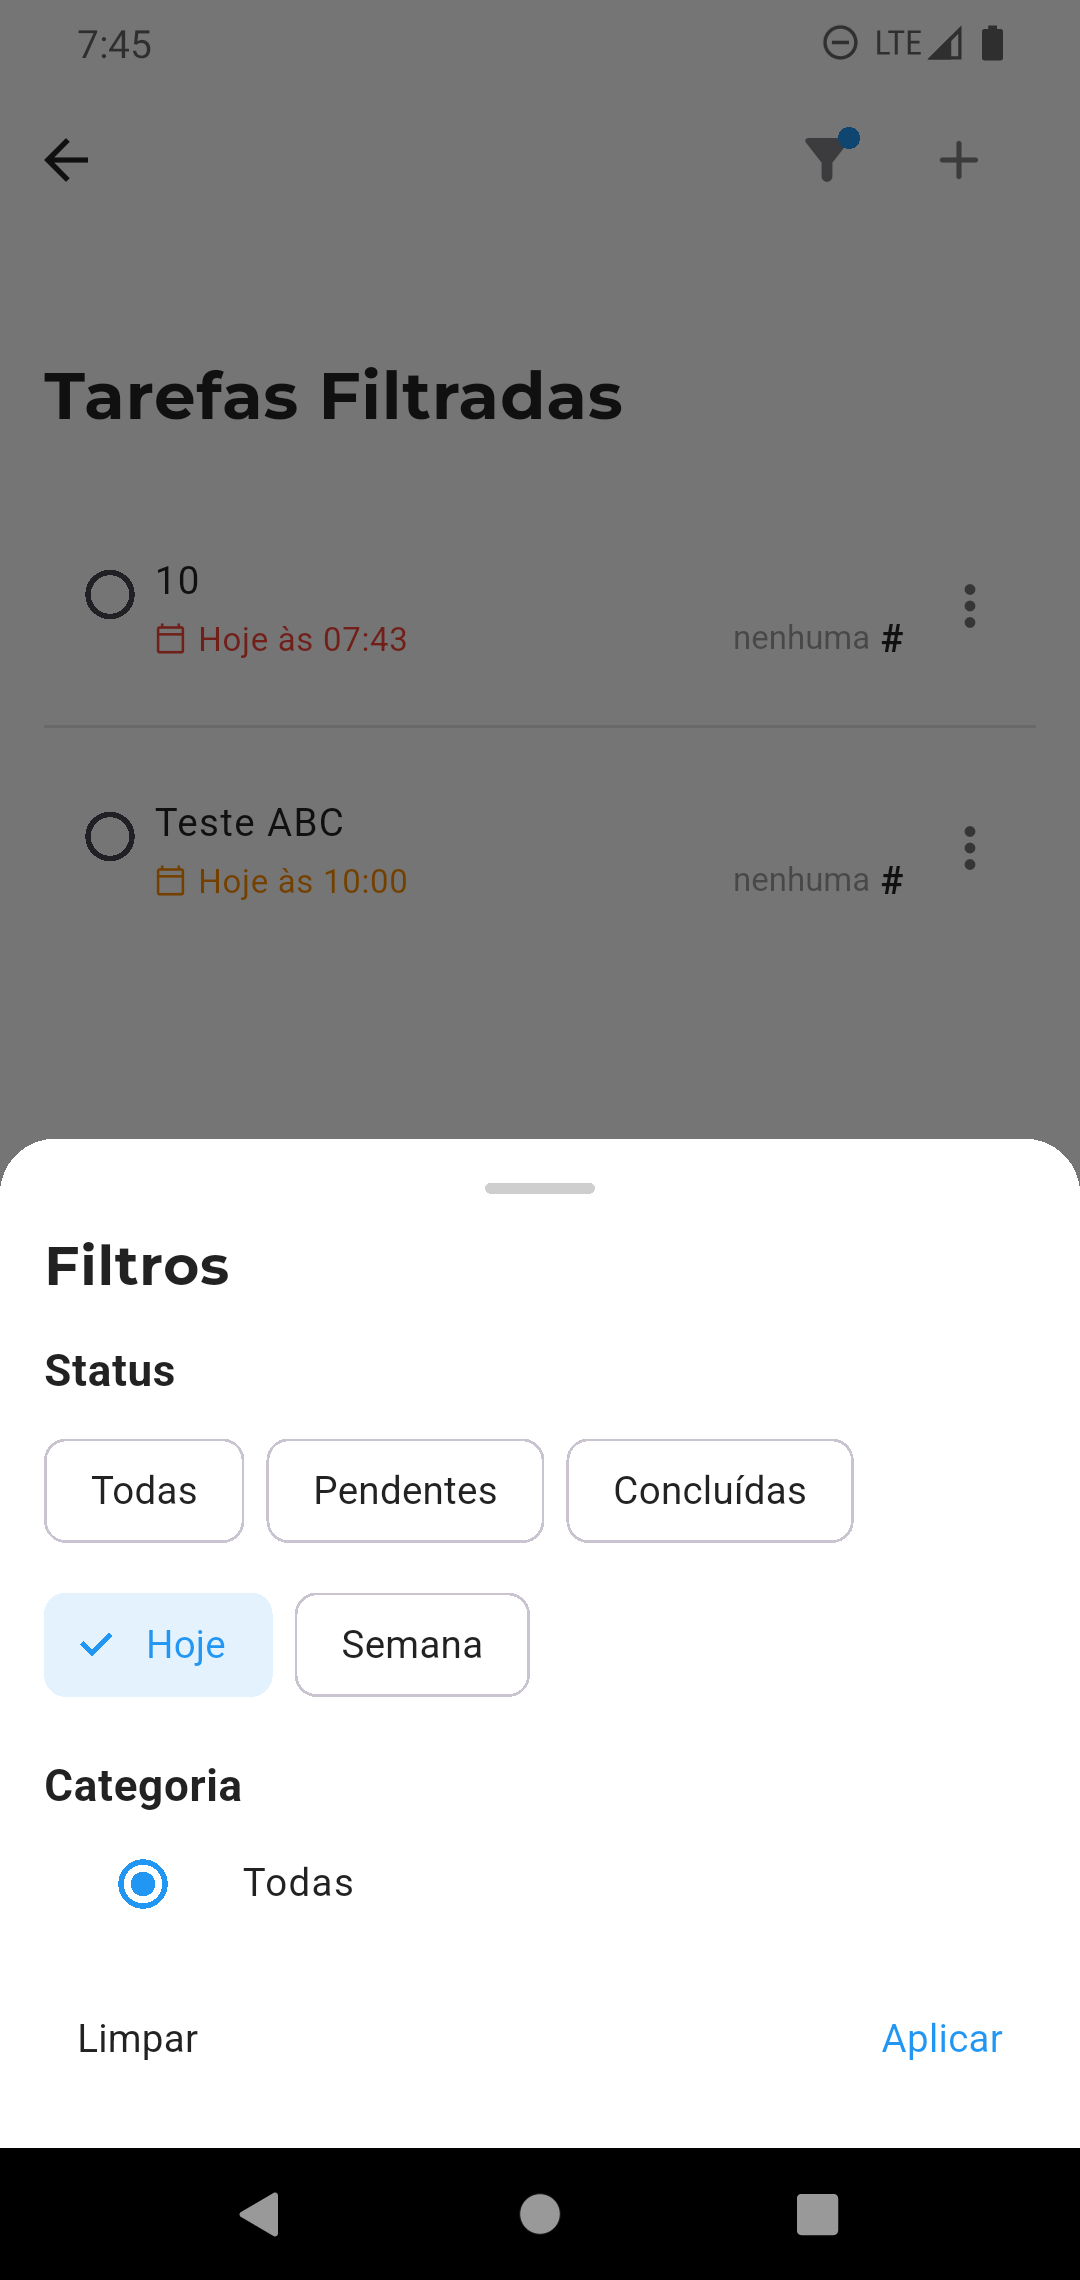 7:45 LTE
Tarefas Filtradas
10
Hoje às 07:43 nenhuma #
Teste ABC
Hoje às 10:00 nenhuma #
Filtros
Status
Todas Pendentes Concluídas
Hoje Semana
Categoria
Todas
Limpar Aplicar